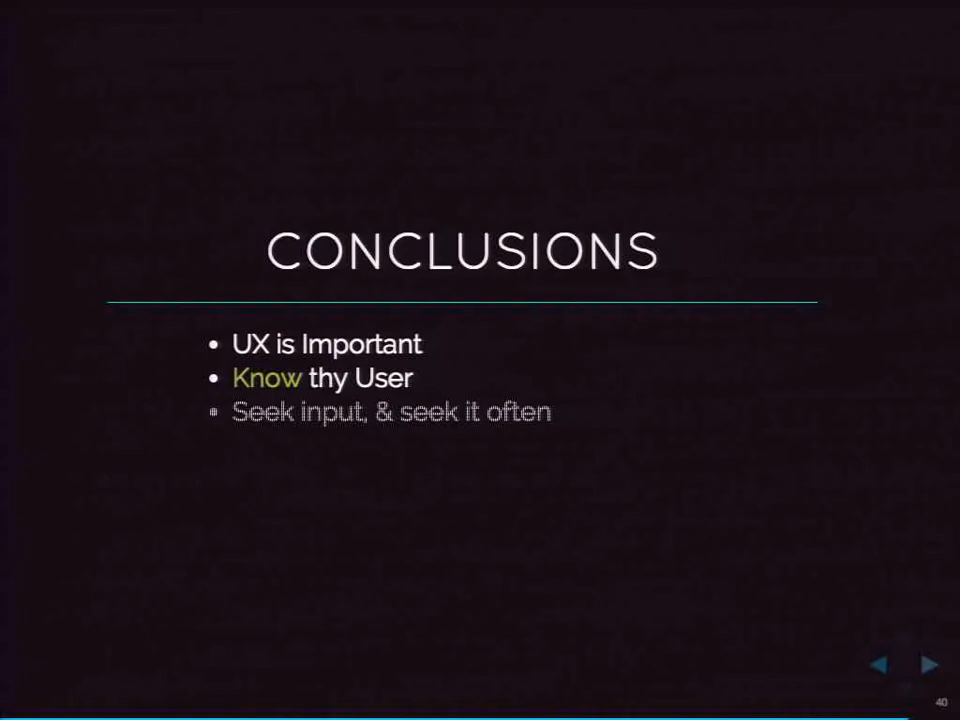 CONCLUSIONS
• UX is Important
• Know thy User
• Seek input, & seek it often
40